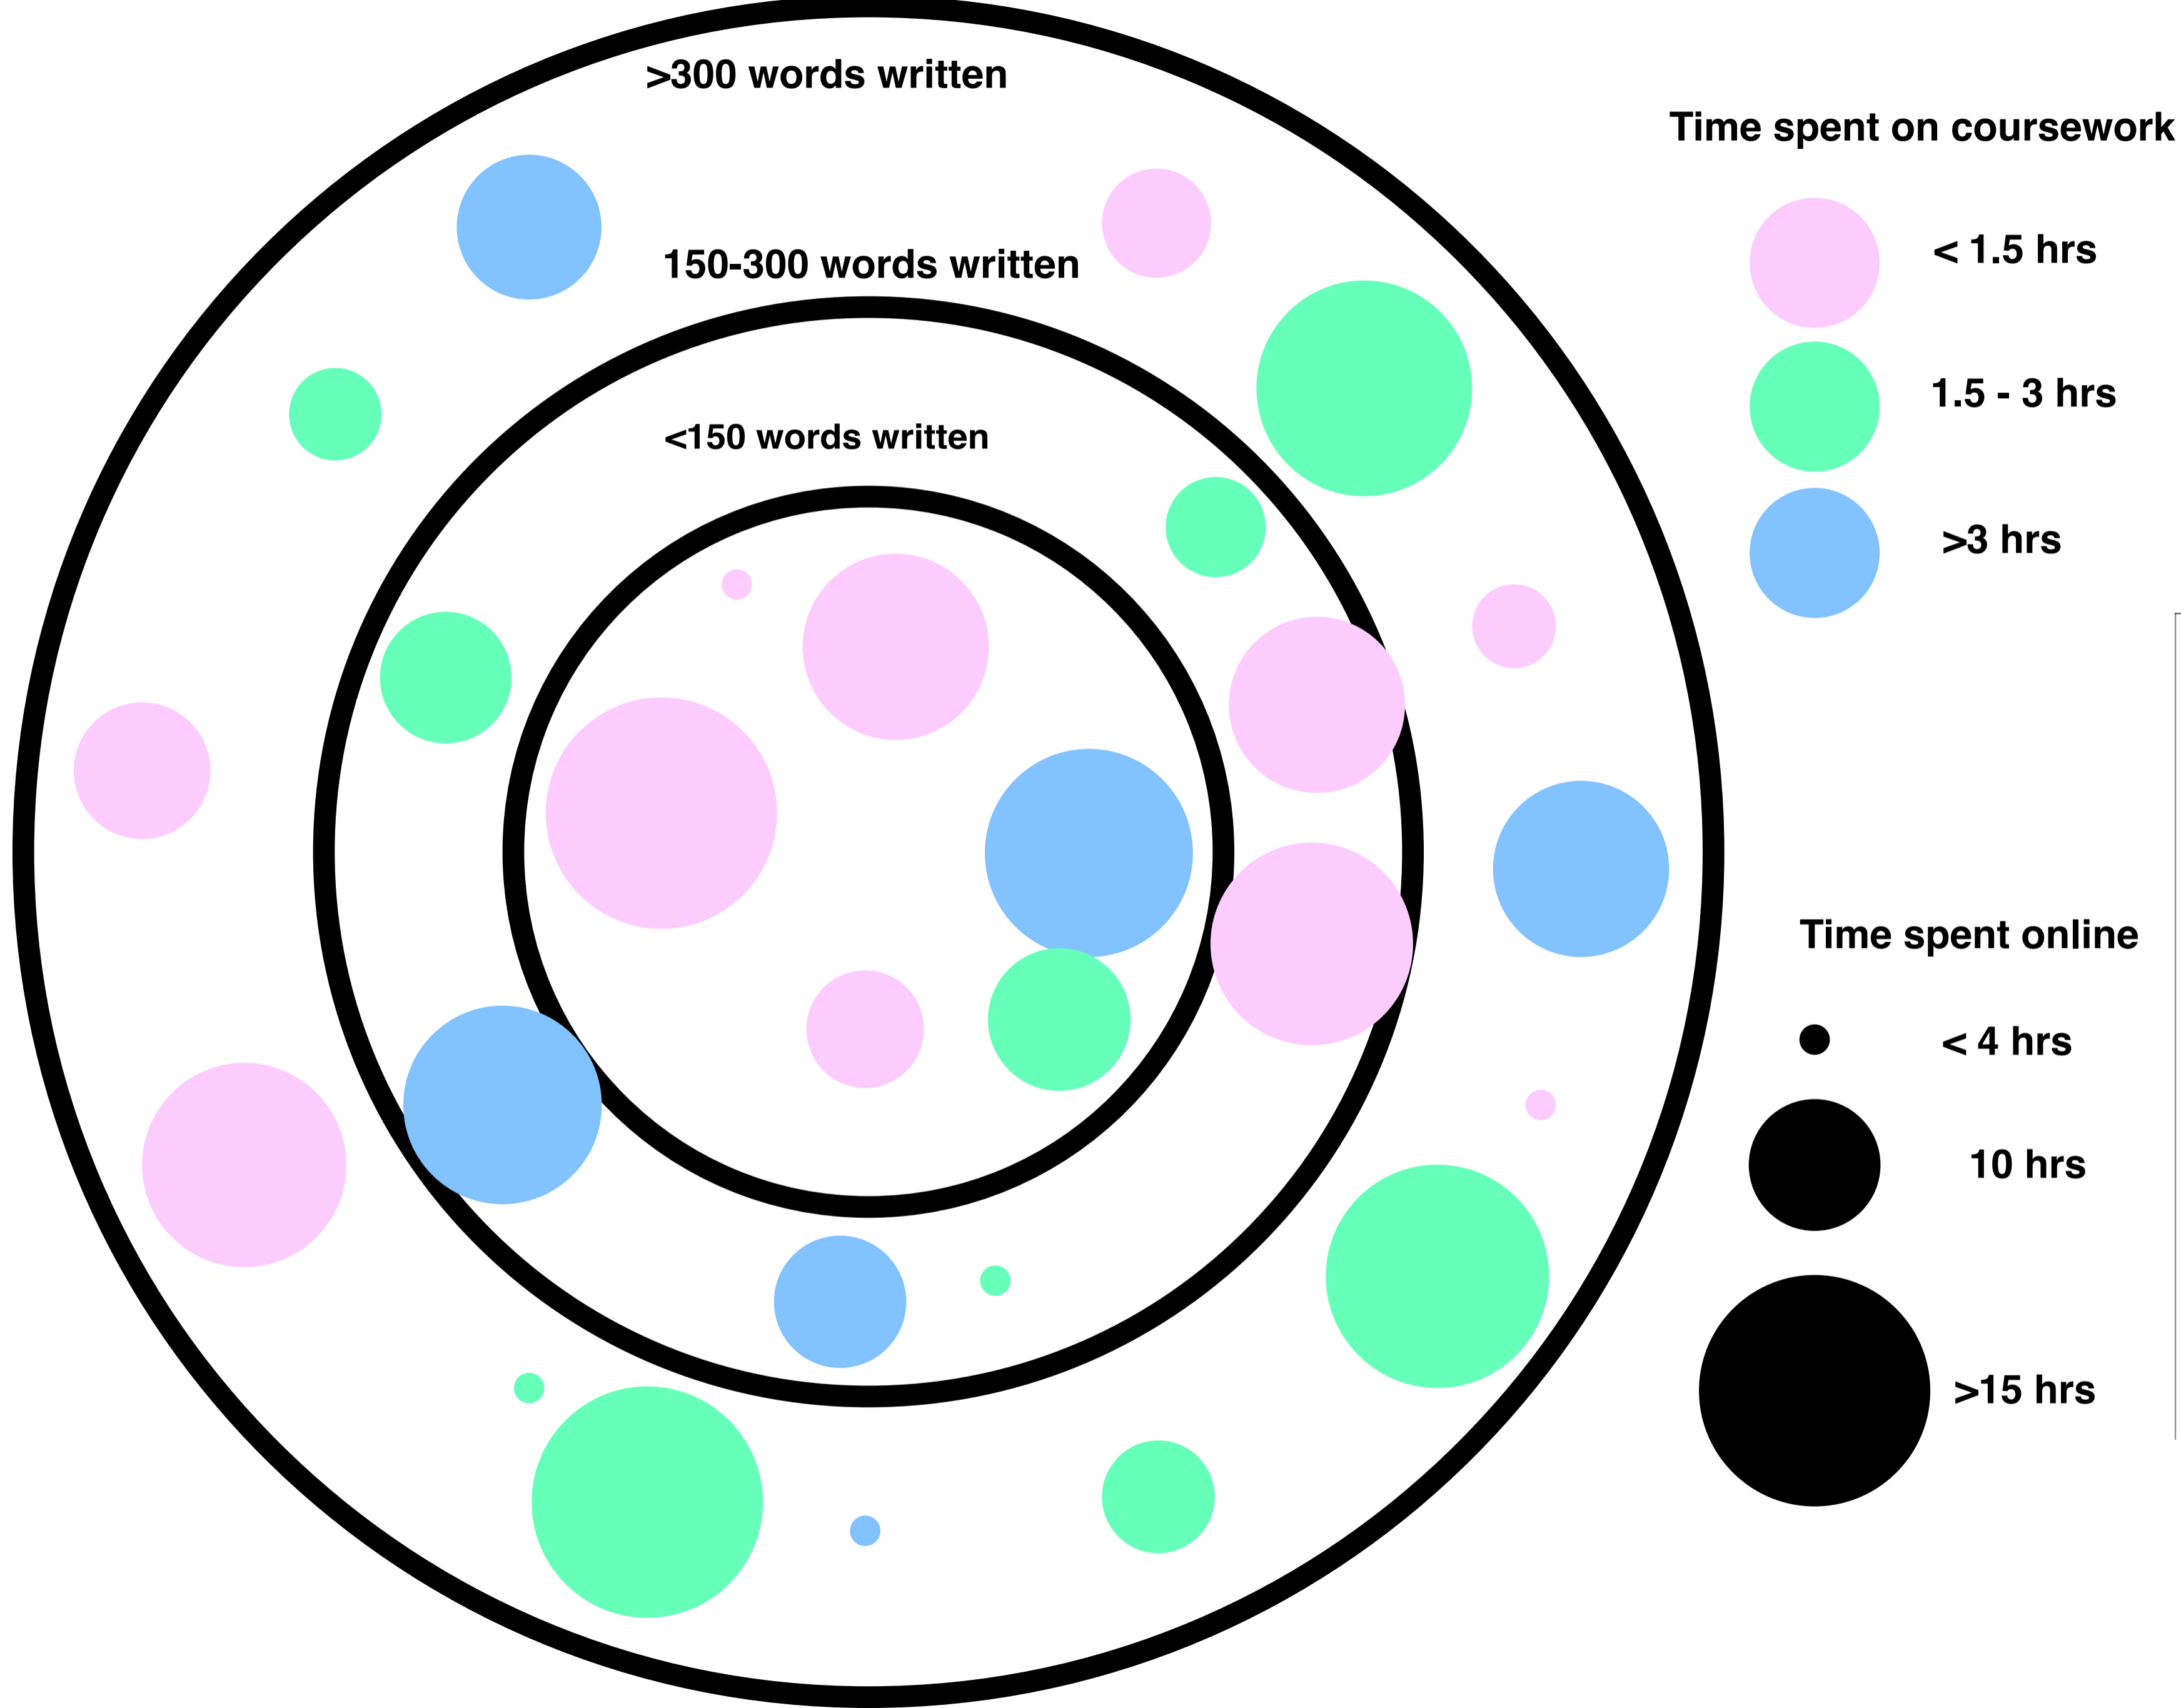 >300 words written
150-300 words written
<150 words written
Time spent on coursework
< 1.5 hrs
1.5 - 3 hrs
>3 hrs
Time spent online
< 4 hrs
10 hrs
>15 hrs